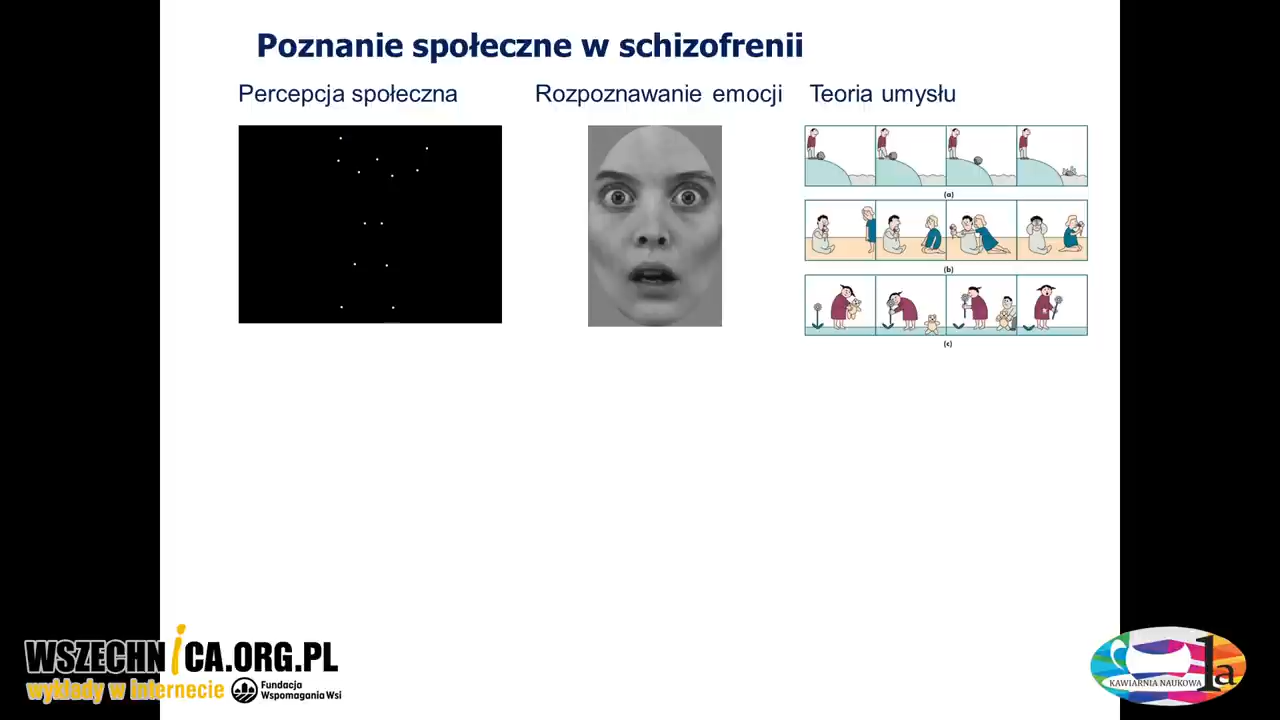 Poznanie społeczne w schizofrenii
Percepcja społeczna
Rozpoznawanie emocji
Teoria umysłu
(a)
(b)
(c)
WSZECHNiCA.ORG.PL
wykłady w internecie
Fundacja
Wspomagania Wsi
KAWIARNIA NAUKOWA
1a